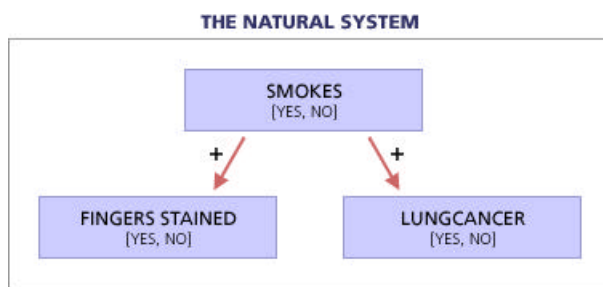 THE NATURAL SYSTEM
SMOKES
[YES, NO]
+ +
FINGERS STAINED
[YES, NO]
LUNGCANCER
[YES, NO]